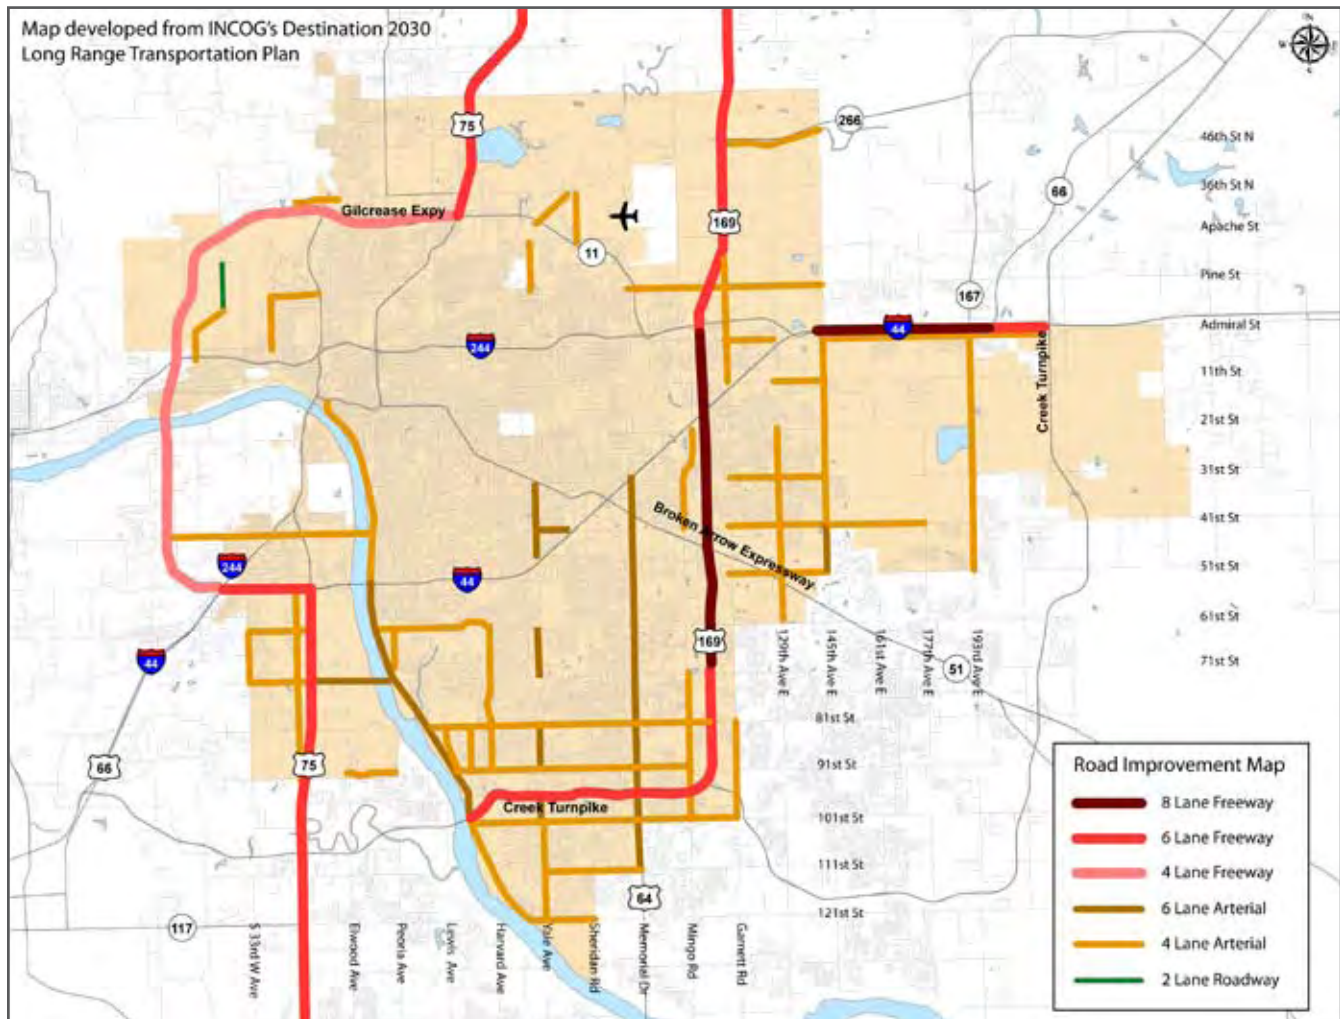 Map developed from INCOG's Destination 2030
Long Range Transportation Plan
75
266
46th St N
66
36th St N
Gilcrease Expy
169
Apache St
11
Pine St
167
Admiral St
44
244
Creek Turnpike
11th St
21st St
31st St
Broken Arrow Expressway
41st St
244
44
51st St
61st St
169
129th Ave E
145th Ave E
161st Ave E
177th Ave E
193rd Ave E
44
51
71st St
81st St
66
75
91st St
Creek Turnpike
101st St
111th St
64
121st St
117
S 33rd W Ave
Elwood Ave
Peoria Ave
Lewis Ave
Harvard Ave
Yale Ave
Sheridan Rd
Memorial Dr
Mingo Rd
Garnett Rd
Road Improvement Map
8 Lane Freeway
6 Lane Freeway
4 Lane Freeway
6 Lane Arterial
4 Lane Arterial
2 Lane Roadway